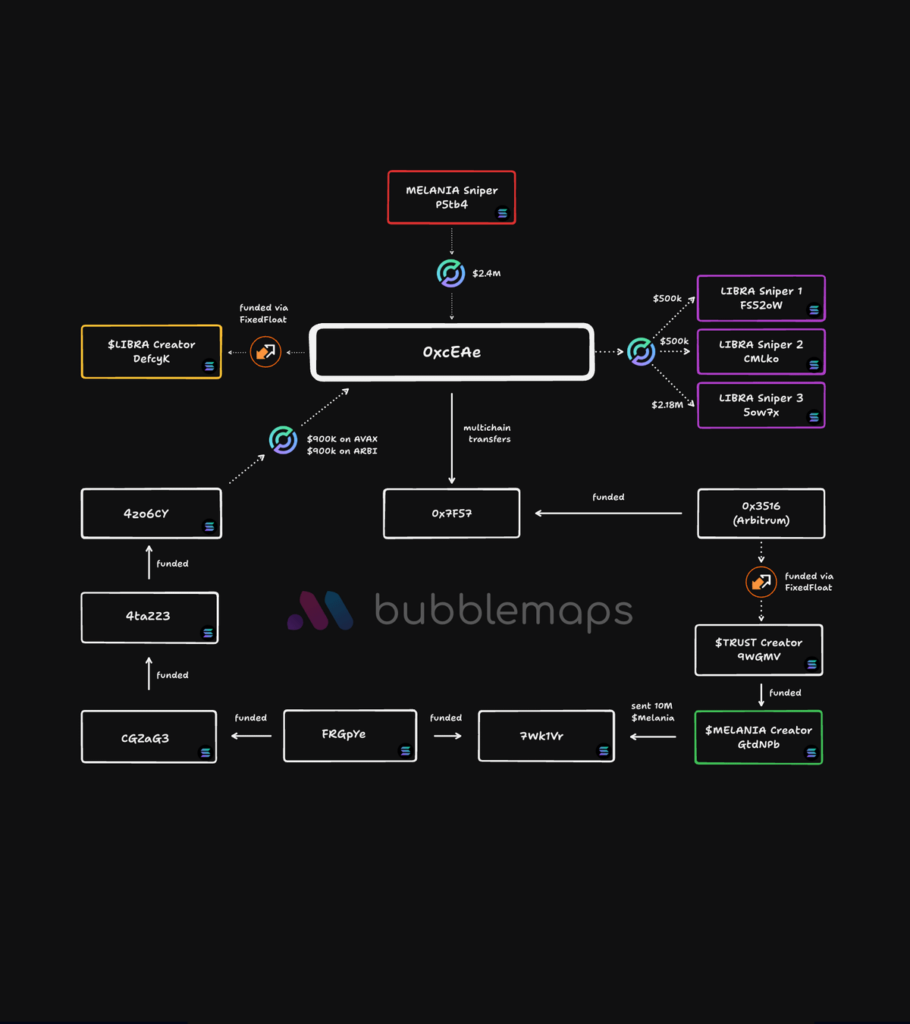 MELANIA Sniper
P5tb4
$2.4M
funded via
FixedFloat
$LIBRA Creator
DefcyK
0xcEAe
$500k
LIBRA Sniper 1
FS52oW
$500k
LIBRA Sniper 2
CMLko
$2.18M
LIBRA Sniper 3
Sow7x
$900K on AVAX
$900k on ARBI
multichain
transfers
4zo6CY
0x7F57
funded
0x3516
(Arbitrum)
funded
funded via
FixedFloat
4taZZ3
bubblemaps
$TRUST Creator
9WGMV
funded
funded
CGZaG3
funded
FRGpYe
funded
7Wk1Vr
sent 10M
$Melania
$MELANIA Creator
GtdNPb